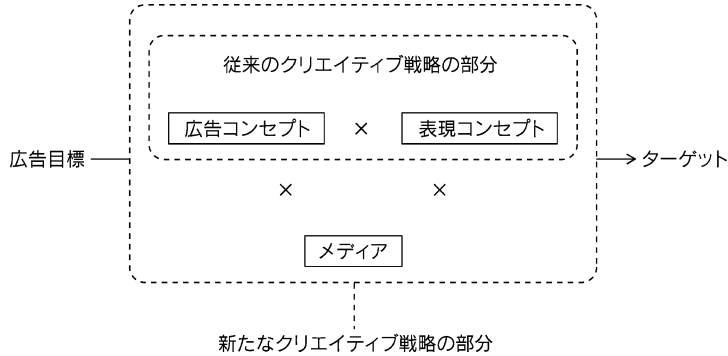 従来のクリエイティブ戦略の部分
広告コンセプト × 表現コンセプト
広告目標
ターゲット
× ×
メディア
新たなクリエイティブ戦略の部分